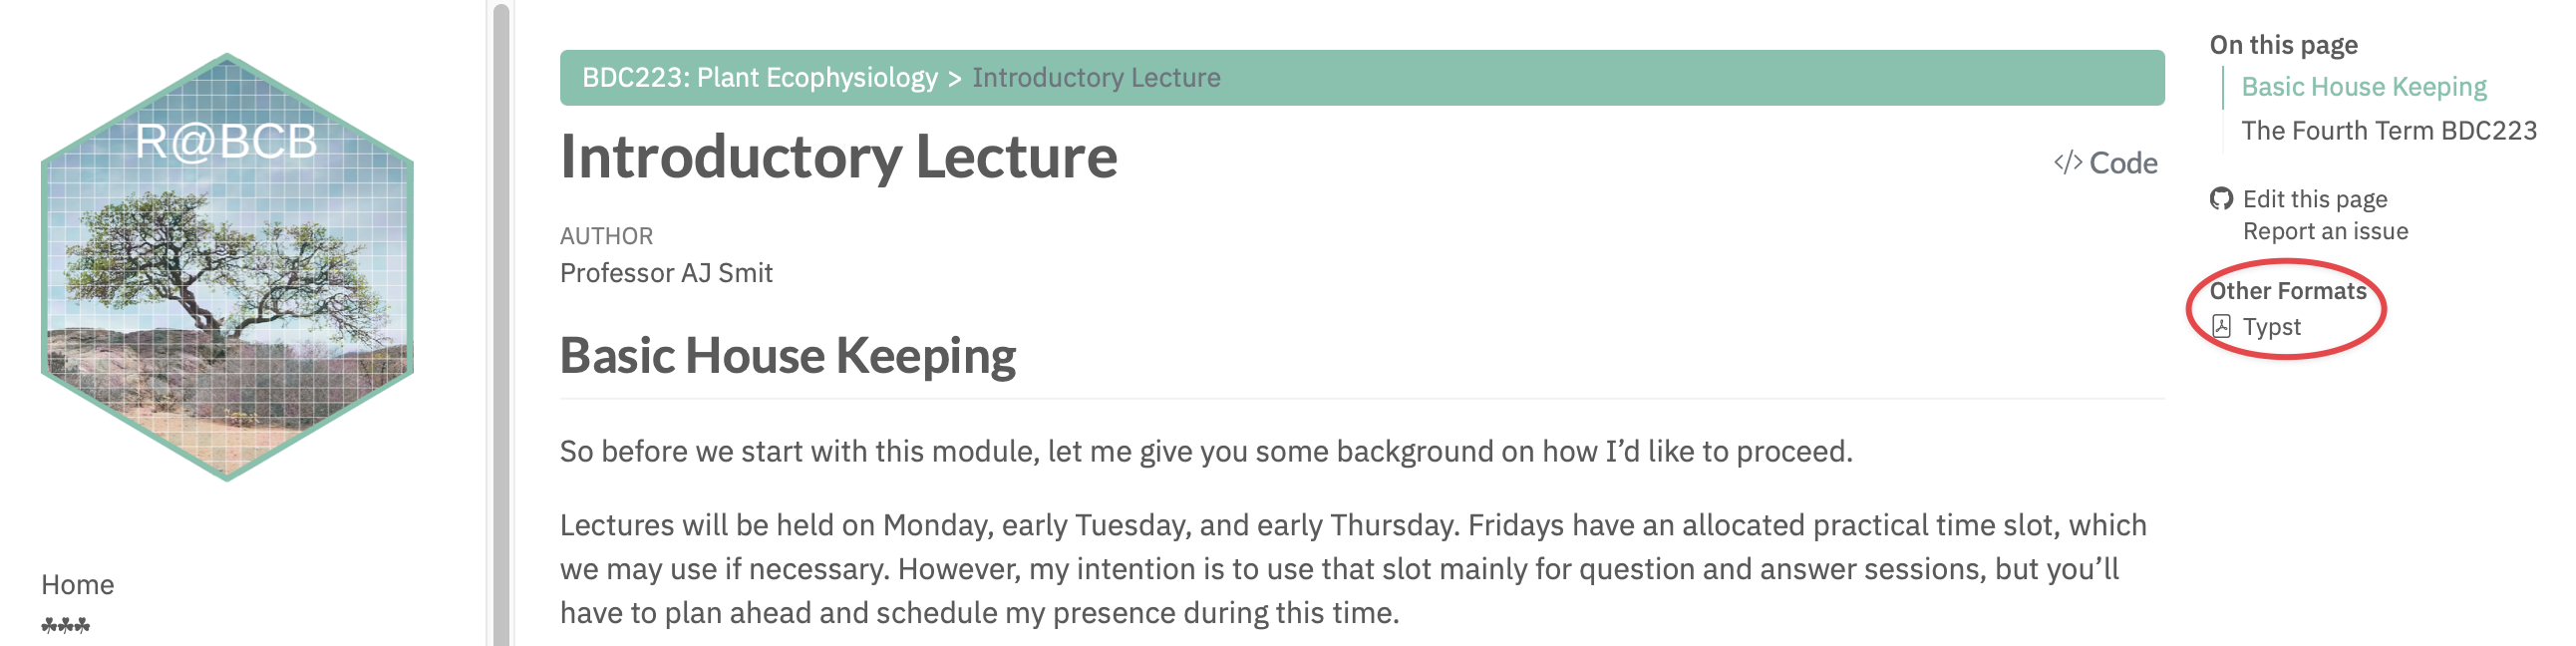 R@BCB
Home
☘☘☘
BDC223: Plant Ecophysiology > Introductory Lecture
Introductory Lecture
</> Code
AUTHOR
Professor AJ Smit
Basic House Keeping
So before we start with this module, let me give you some background on how I’d like to proceed.
Lectures will be held on Monday, early Tuesday, and early Thursday. Fridays have an allocated practical time slot, which
we may use if necessary. However, my intention is to use that slot mainly for question and answer sessions, but you’ll
have to plan ahead and schedule my presence during this time.
On this page
Basic House Keeping
The Fourth Term BDC223
Edit this page
Report an issue
Other Formats
Typst